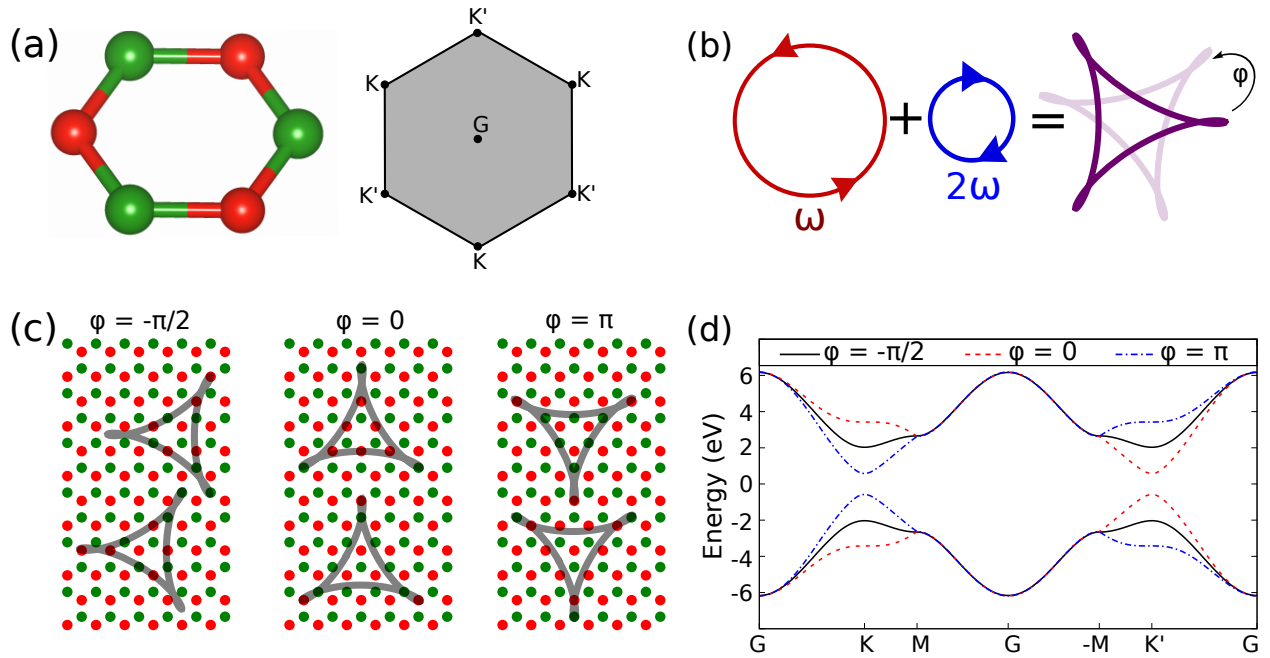 (a)
K'
K
K
G
K'
K'
K
(b)
+
=
φ
ω
2ω
(c)
φ = -π/2
φ = 0
φ = π
(d)
φ = -π/2
φ = 0
φ = π
Energy (eV)
6
4
2
0
-2
-4
-6
G
K
M
G
-M
K'
G